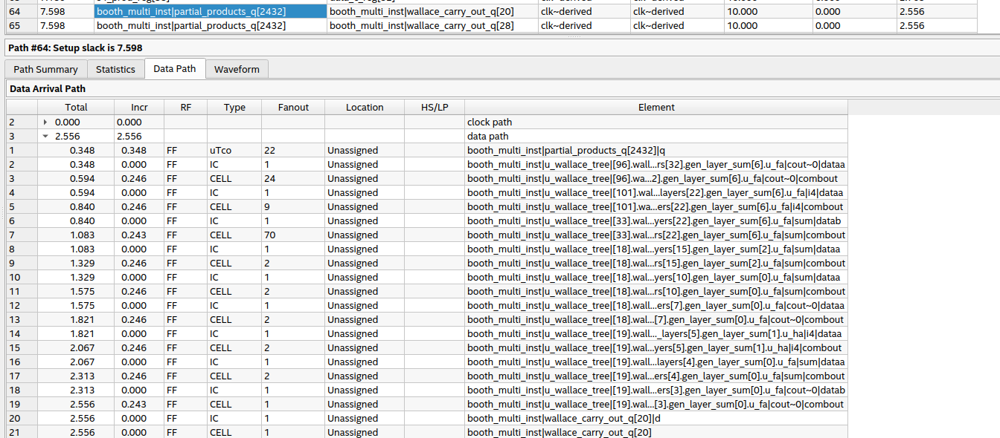 64 7.598 booth_multi_inst|partial_products_q[2432] booth_multi_inst|wallace_carry_out_q[20] clk~derived clk~derived 10.000 0.000 2.556
65 7.598 booth_multi_inst|partial_products_q[2432] booth_multi_inst|wallace_carry_out_q[28] clk~derived clk~derived 10.000 0.000 2.556
Path #64: Setup slack is 7.598
Path Summary Statistics Data Path Waveform
Data Arrival Path
Total Incr RF Type Fanout Location HS/LP Element
2 0.000 0.000 clock path
3 2.556 2.556 data path
1 0.348 0.348 FF uTco 22 Unassigned booth_multi_inst|partial_products_q[2432]|q
2 0.348 0.000 FF IC 1 Unassigned booth_multi_inst|u_wallace_tree|[96].wall...rs[32].gen_layer_sum[6].u_fa|cout~0|dataa
3 0.594 0.246 FF CELL 24 Unassigned booth_multi_inst|u_wallace_tree|[96].wa...2].gen_layer_sum[6].u_fa|cout~0|combout
4 0.594 0.000 FF IC 1 Unassigned booth_multi_inst|u_wallace_tree|[101].wal...layers[22].gen_layer_sum[6].u_fa|i4|dataa
5 0.840 0.246 FF CELL 9 Unassigned booth_multi_inst|u_wallace_tree|[101].wa...ers[22].gen_layer_sum[6].u_fa|i4|combout
6 0.840 0.000 FF IC 1 Unassigned booth_multi_inst|u_wallace_tree|[33].wal...yers[22].gen_layer_sum[6].u_fa|sum|datab
7 1.083 0.243 FF CELL 70 Unassigned booth_multi_inst|u_wallace_tree|[33].wal...rs[22].gen_layer_sum[6].u_fa|sum|combout
8 1.083 0.000 FF IC 1 Unassigned booth_multi_inst|u_wallace_tree|[18].wal...yers[15].gen_layer_sum[2].u_fa|sum|dataa
9 1.329 0.246 FF CELL 2 Unassigned booth_multi_inst|u_wallace_tree|[18].wal...rs[15].gen_layer_sum[2].u_fa|sum|combout
10 1.329 0.000 FF IC 1 Unassigned booth_multi_inst|u_wallace_tree|[18].wal...yers[10].gen_layer_sum[0].u_fa|sum|dataa
11 1.575 0.246 FF CELL 2 Unassigned booth_multi_inst|u_wallace_tree|[18].wal...rs[10].gen_layer_sum[0].u_fa|sum|combout
12 1.575 0.000 FF IC 1 Unassigned booth_multi_inst|u_wallace_tree|[18].wall...ers[7].gen_layer_sum[0].u_fa|cout~0|dataa
13 1.821 0.246 FF CELL 2 Unassigned booth_multi_inst|u_wallace_tree|[18].wal...[7].gen_layer_sum[0].u_fa|cout~0|combout
14 1.821 0.000 FF IC 1 Unassigned booth_multi_inst|u_wallace_tree|[19].wall..._layers[5].gen_layer_sum[1].u_ha|i4|dataa
15 2.067 0.246 FF CELL 2 Unassigned booth_multi_inst|u_wallace_tree|[19].wall...yers[5].gen_layer_sum[1].u_ha|i4|combout
16 2.067 0.000 FF IC 1 Unassigned booth_multi_inst|u_wallace_tree|[19].wall...layers[4].gen_layer_sum[0].u_fa|sum|dataa
17 2.313 0.246 FF CELL 2 Unassigned booth_multi_inst|u_wallace_tree|[19].wall...ers[4].gen_layer_sum[0].u_fa|sum|combout
18 2.313 0.000 FF IC 1 Unassigned booth_multi_inst|u_wallace_tree|[19].wall...ers[3].gen_layer_sum[0].u_fa|cout~0|datab
19 2.556 0.243 FF CELL 1 Unassigned booth_multi_inst|u_wallace_tree|[19].wal...[3].gen_layer_sum[0].u_fa|cout~0|combout
20 2.556 0.000 FF IC 1 Unassigned booth_multi_inst|wallace_carry_out_q[20]|d
21 2.556 0.000 FF CELL 1 Unassigned booth_multi_inst|wallace_carry_out_q[20]